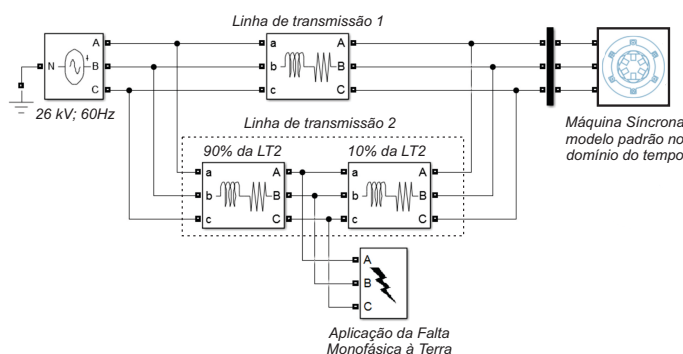 Linha de transmissão 1
N
A
B
C
a
b
c
A
B
C
26 kV; 60Hz
Linha de transmissão 2
90% da LT2
10% da LT2
a
b
c
A
B
C
a
b
c
A
B
C
Máquina Síncrona
modelo padrão no
domínio do tempo
A
B
C
Aplicação da Falta
Monofásica à Terra